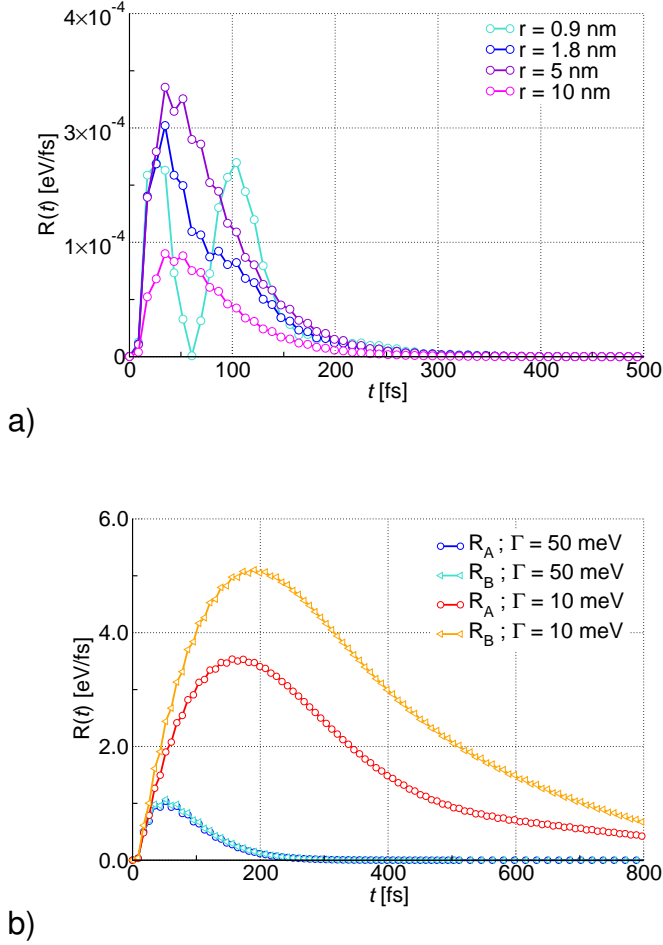 4×10⁻⁴
3×10⁻⁴
1×10⁻⁴
0
R(t) [eV/fs]
r = 0.9 nm
r = 1.8 nm
r = 5 nm
r = 10 nm
0 100 200 300 400 500
t [fs]
a)
6.0
4.0
2.0
0.0
R(t) [eV/fs]
R_A ; Γ = 50 meV
R_B ; Γ = 50 meV
R_A ; Γ = 10 meV
R_B ; Γ = 10 meV
0 200 400 600 800
t [fs]
b)